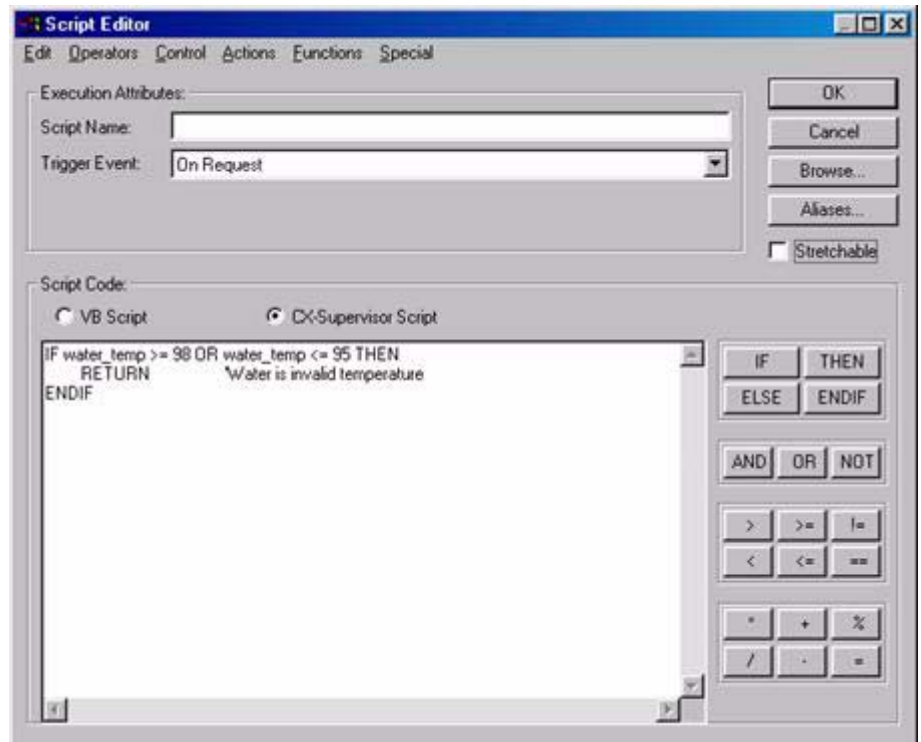 Script Editor
Edit Operators Control Actions Functions Special
Execution Attributes:
Script Name:
Trigger Event: On Request
OK
Cancel
Browse...
Aliases...
Stretchable
Script Code:
VB Script CX-Supervisor Script
IF water_temp >= 98 OR water_temp <= 95 THEN
RETURN 'Water is invalid temperature
ENDIF
IF THEN
ELSE ENDIF
AND OR NOT
> >= !=
< <= ==
* + %
/ - =